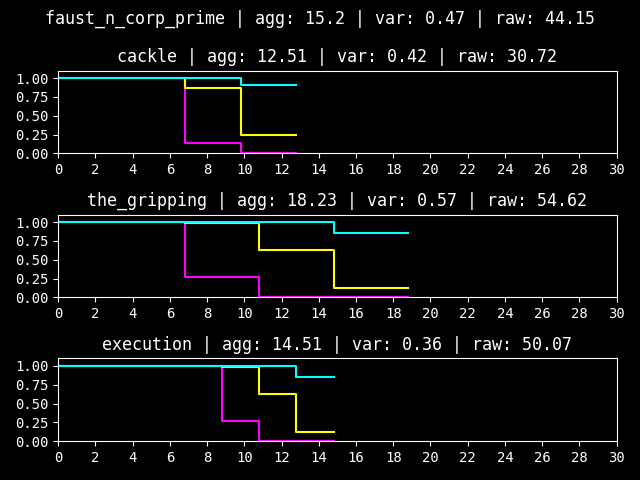 faust_n_corp_prime | agg: 15.2 | var: 0.47 | raw: 44.15
cackle | agg: 12.51 | var: 0.42 | raw: 30.72
1.00
0.75
0.50
0.25
0.00
0 2 4 6 8 10 12 14 16 18 20 22 24 26 28 30
the_gripping | agg: 18.23 | var: 0.57 | raw: 54.62
1.00
0.75
0.50
0.25
0.00
0 2 4 6 8 10 12 14 16 18 20 22 24 26 28 30
execution | agg: 14.51 | var: 0.36 | raw: 50.07
1.00
0.75
0.50
0.25
0.00
0 2 4 6 8 10 12 14 16 18 20 22 24 26 28 30